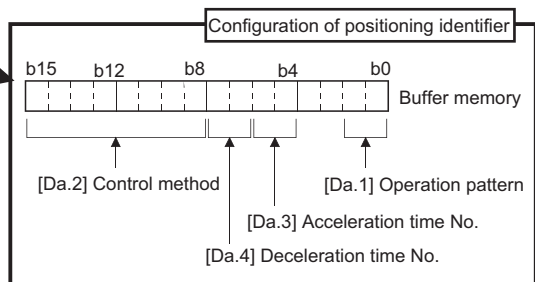 Configuration of positioning identifier
b15 b12 b8 b4 b0
Buffer memory
[Da.2] Control method
[Da.1] Operation pattern
[Da.3] Acceleration time No.
[Da.4] Deceleration time No.